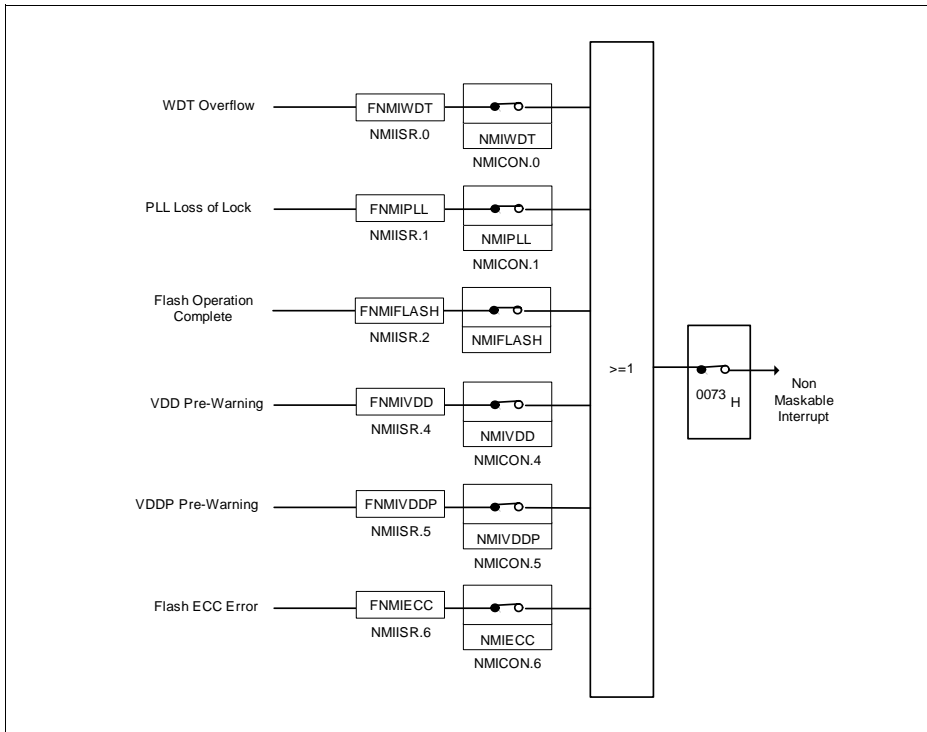 WDT Overflow
FNMIWDT
NMIISR.0
NMIWDT
NMICON.0
PLL Loss of Lock
FNMIPLL
NMIISR.1
NMIPLL
NMICON.1
Flash Operation
Complete
FNMIFLASH
NMIISR.2
NMIFLASH
VDD Pre-Warning
FNMIVDD
NMIISR.4
NMIVDD
NMICON.4
VDDP Pre-Warning
FNMIVDDP
NMIISR.5
NMIVDDP
NMICON.5
Flash ECC Error
FNMIECC
NMIISR.6
NMIECC
NMICON.6
>=1
0073 H
Non
Maskable
Interrupt